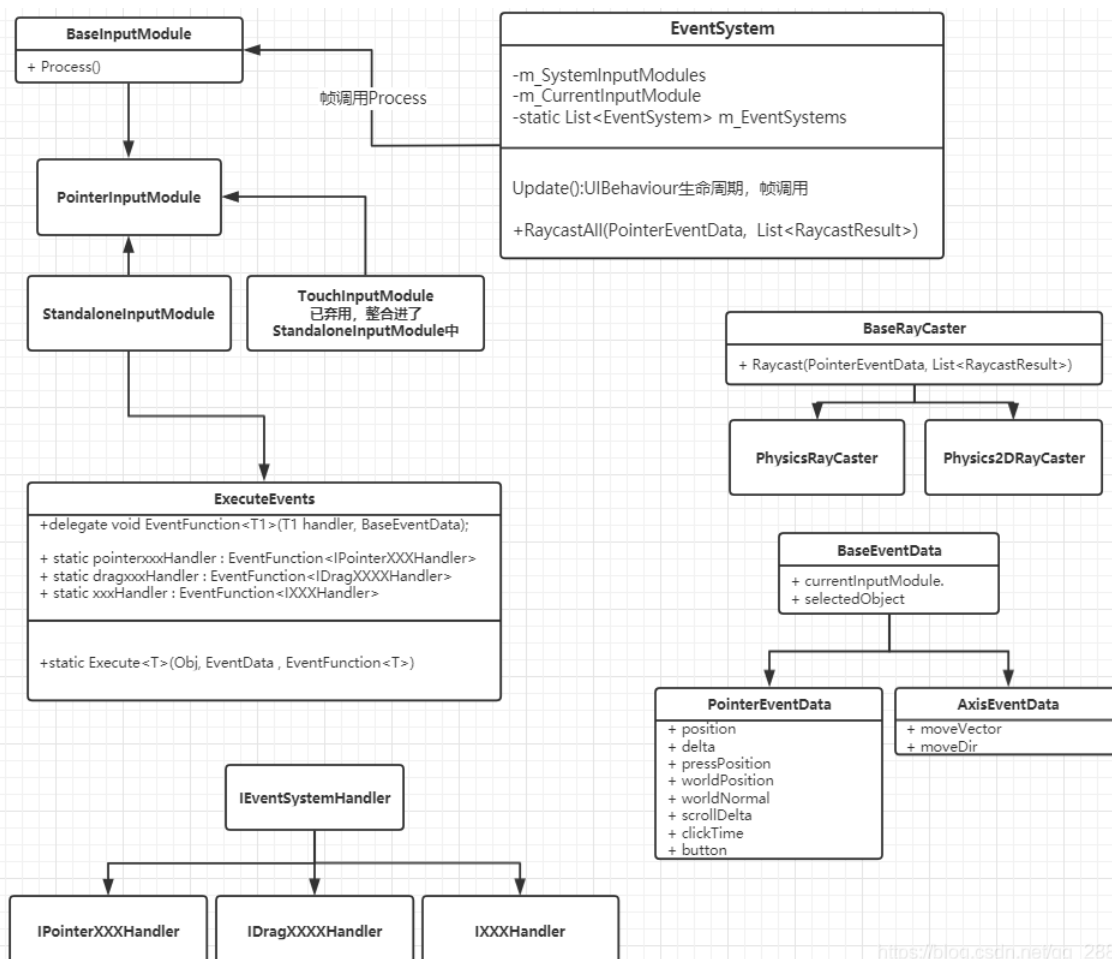 BaseInputModule
+ Process()
帧调用Process
EventSystem
-m_SystemInputModules
-m_CurrentInputModule
-static List<EventSystem> m_EventSystems
Update():UIBehaviour生命周期，帧调用
+RaycastAll(PointerEventData, List<RaycastResult>)
PointerInputModule
StandaloneInputModule
TouchInputModule
已弃用，整合进了
StandaloneInputModule中
BaseRayCaster
+ Raycast(PointerEventData, List<RaycastResult>)
PhysicsRayCaster
Physics2DRayCaster
ExecuteEvents
+delegate void EventFunction<T1>(T1 handler, BaseEventData);
+ static pointerxxxHandler : EventFunction<IPointerXXXHandler>
+ static dragxxxHandler : EventFunction<IDragXXXXHandler>
+ static xxxHandler : EventFunction<IXXXHandler>
+static Execute<T>(Obj, EventData , EventFunction<T>)
BaseEventData
+ currentInputModule.
+ selectedObject
PointerEventData
+ position
+ delta
+ pressPosition
+ worldPosition
+ worldNormal
+ scrollDelta
+ clickTime
+ button
AxisEventData
+ moveVector
+ moveDir
IEventSystemHandler
IPointerXXXHandler
IDragXXXXHandler
IXXXHandler
https://blog.csdn.net/qq_288